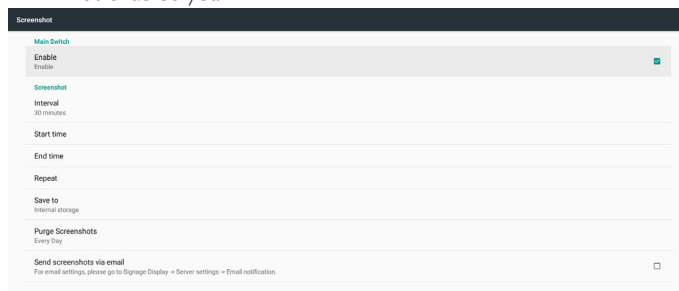 Screenshot
Main Switch
Enable
Enable
Screenshot
Interval
30 minutes
Start time
End time
Repeat
Save to
Internal storage
Purge Screenshots
Every Day
Send screenshots via email
For email settings, please go to Signage Display -> Server settings -> Email notification.